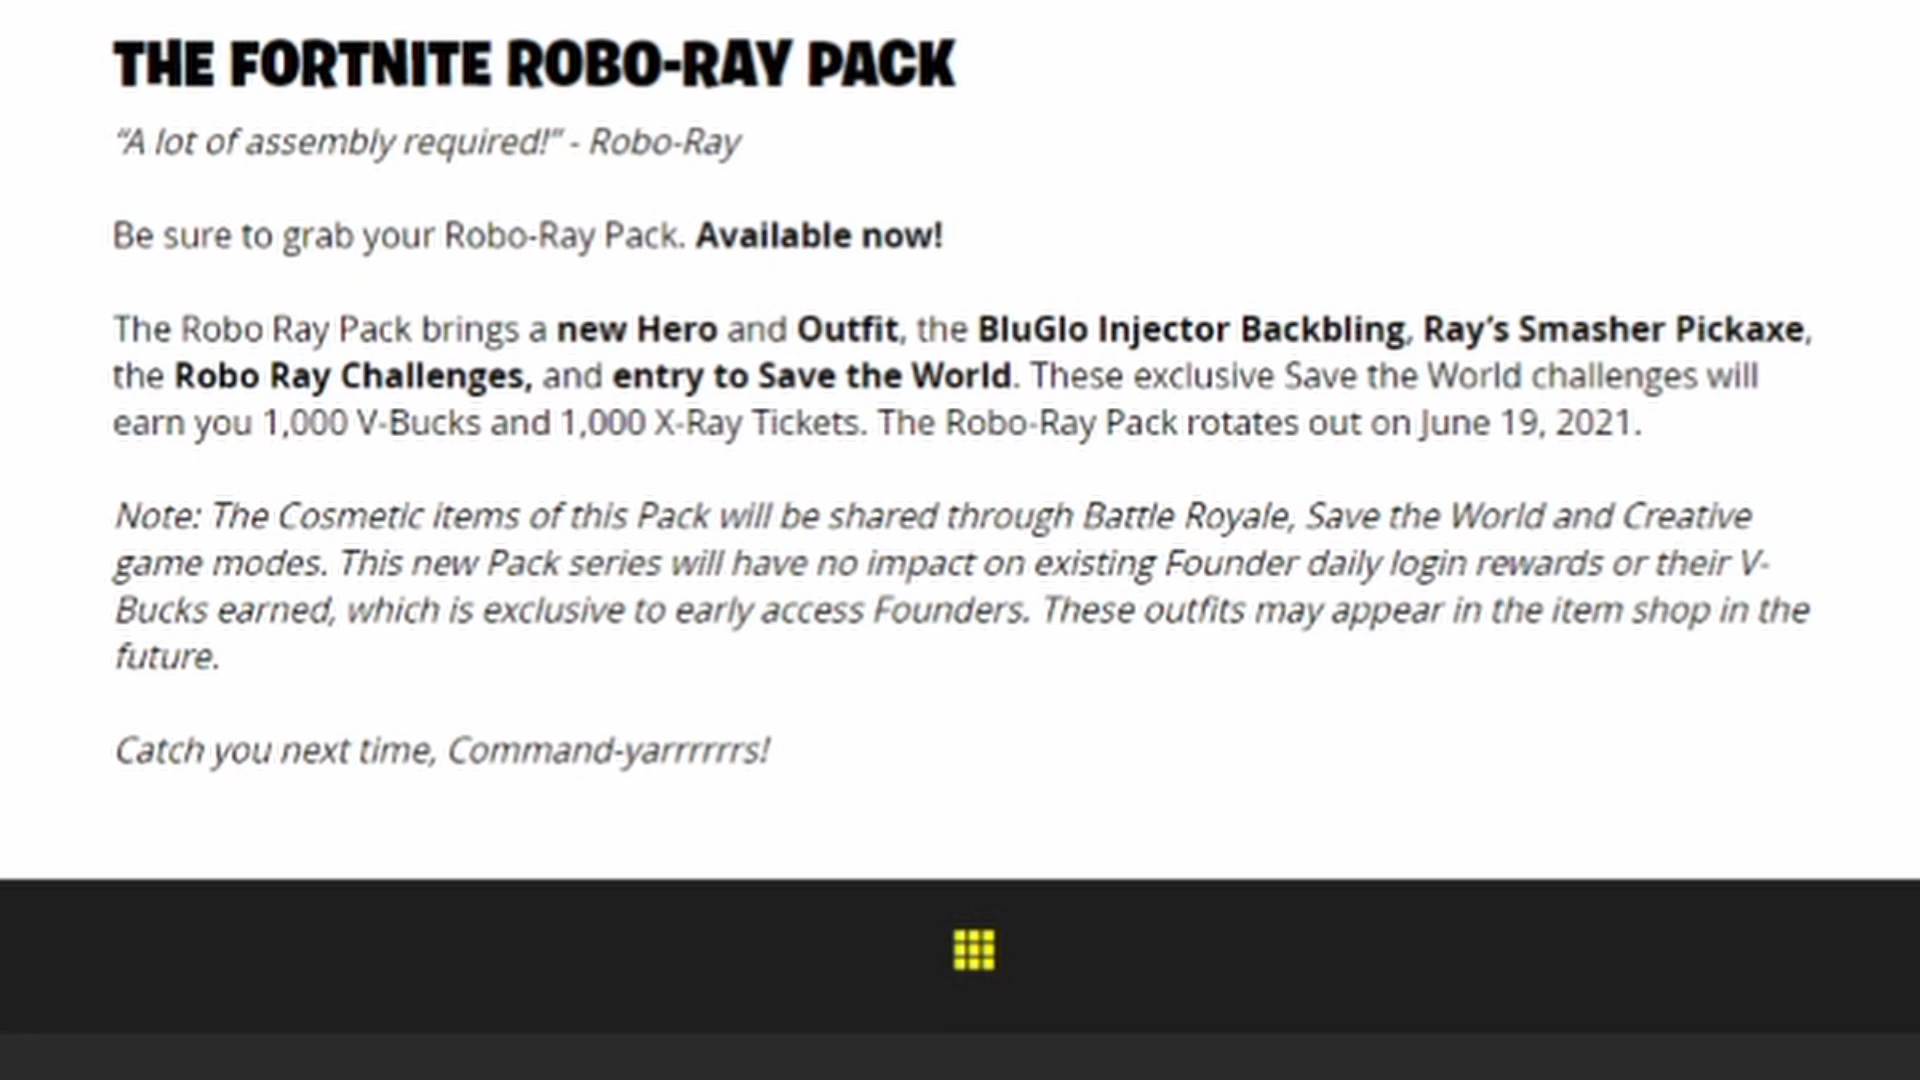 THE FORTNITE ROBO-RAY PACK
“A lot of assembly required!” - Robo-Ray
Be sure to grab your Robo-Ray Pack. Available now!
The Robo Ray Pack brings a new Hero and Outfit, the BluGlo Injector Backbling, Ray’s Smasher Pickaxe,
the Robo Ray Challenges, and entry to Save the World. These exclusive Save the World challenges will
earn you 1,000 V-Bucks and 1,000 X-Ray Tickets. The Robo-Ray Pack rotates out on June 19, 2021.
Note: The Cosmetic items of this Pack will be shared through Battle Royale, Save the World and Creative
game modes. This new Pack series will have no impact on existing Founder daily login rewards or their V-
Bucks earned, which is exclusive to early access Founders. These outfits may appear in the item shop in the
future.
Catch you next time, Command-yarrrrrrs!